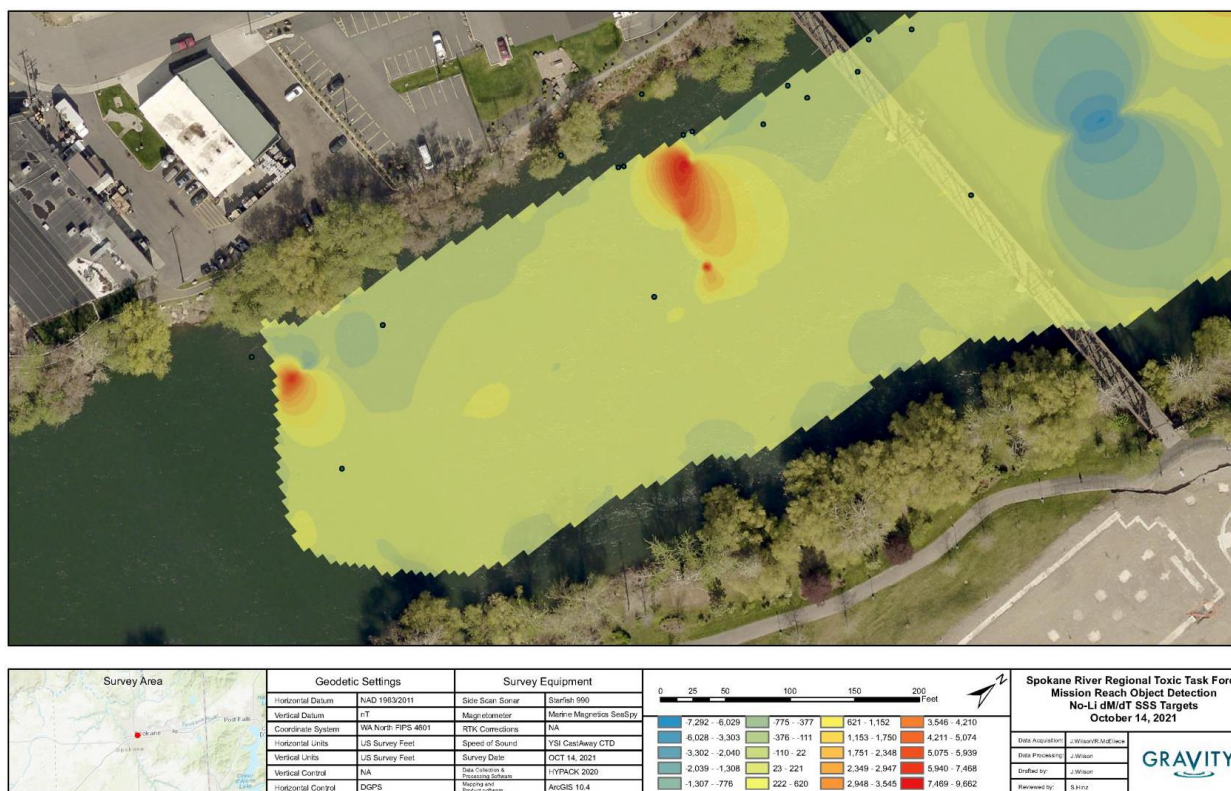 Survey Area
Spokane
Post Falls
Geodetic Settings
Horizontal Datum NAD 1983/2011
Vertical Datum nT
Coordinate System WA North FIPS 4601
Horizontal Units US Survey Feet
Vertical Units US Survey Feet
Vertical Control NA
Horizontal Control DGPS
Survey Equipment
Side Scan Sonar Starfish 990
Magnetometer Marine Magnetics SeaSpy
RTK Corrections NA
Speed of Sound YSI CastAway CTD
Survey Date OCT 14, 2021
Data Collection & Processing Software HYPACK 2020
Mapping and ArcGIS 10.4
0 25 50 100 150 200
Feet
N
-7,292 - -6,029 -775 - -377 621 - 1,152 3,546 - 4,210
-6,028 - -3,303 -376 - -111 1,153 - 1,750 4,211 - 5,074
-3,302 - -2,040 -110 - 22 1,751 - 2,348 5,075 - 5,939
-2,039 - -1,308 23 - 221 2,349 - 2,947 5,940 - 7,468
-1,307 - -776 222 - 620 2,948 - 3,545 7,469 - 9,662
Spokane River Regional Toxic Task For
Mission Reach Object Detection
No-Li dM/dT SSS Targets
October 14, 2021
Data Acquisition: J.Wilson/R.McEliece
Data Processing: J.Wilson
Drafted by: J.Wilson
Reviewed by: S.Hinz
GRAVITY